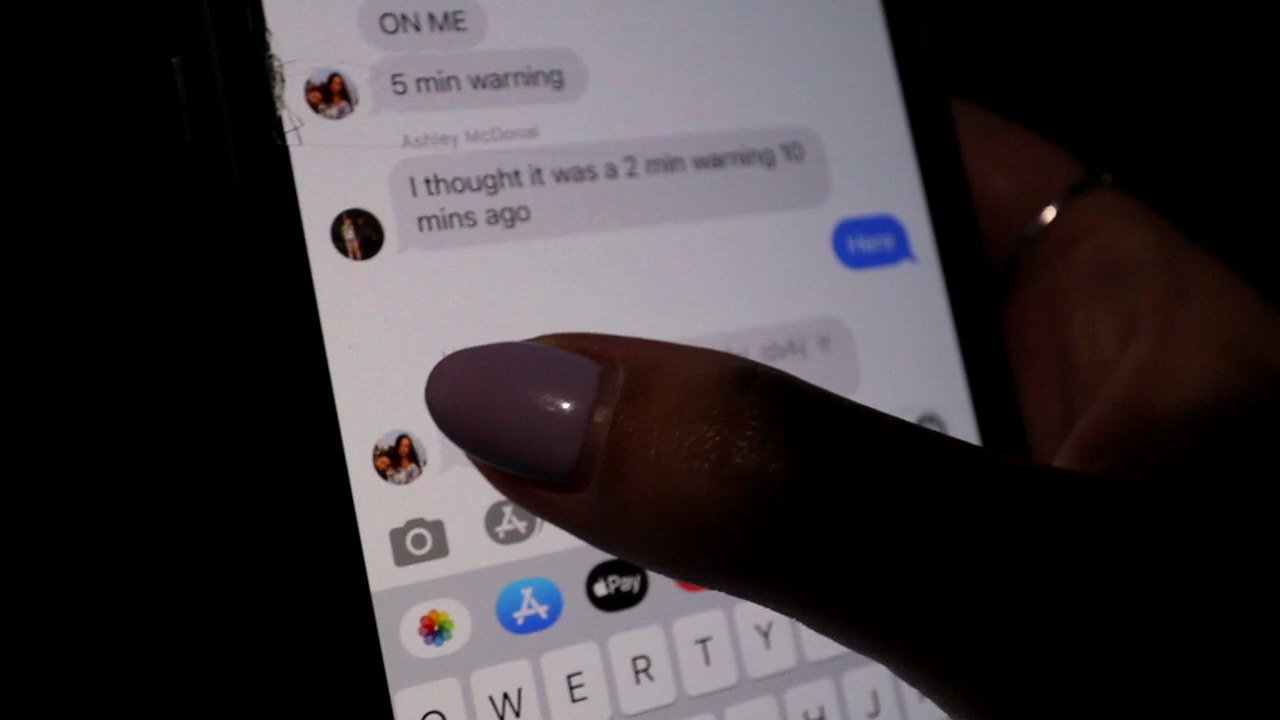 ON ME
5 min warning
Ashley McDonal
I thought it was a 2 min warning 10
mins ago
Here
Pay
W E R T Y
H J